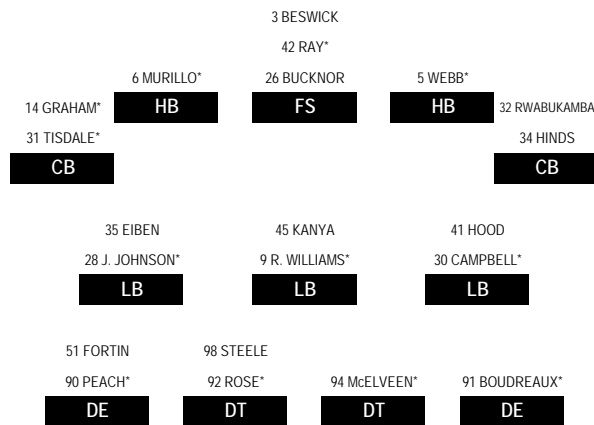 3 BESWICK
42 RAY*
6 MURILLO* 26 BUCKNOR 5 WEBB*
14 GRAHAM* HB FS HB 32 RWABUKAMBA
31 TISDALE* 34 HINDS
CB CB
35 EIBEN 45 KANYA 41 HOOD
28 J. JOHNSON* 9 R. WILLIAMS* 30 CAMPBELL*
LB LB LB
51 FORTIN 98 STEELE
90 PEACH* 92 ROSE* 94 McELVEEN* 91 BOUDREAUX*
DE DT DT DE